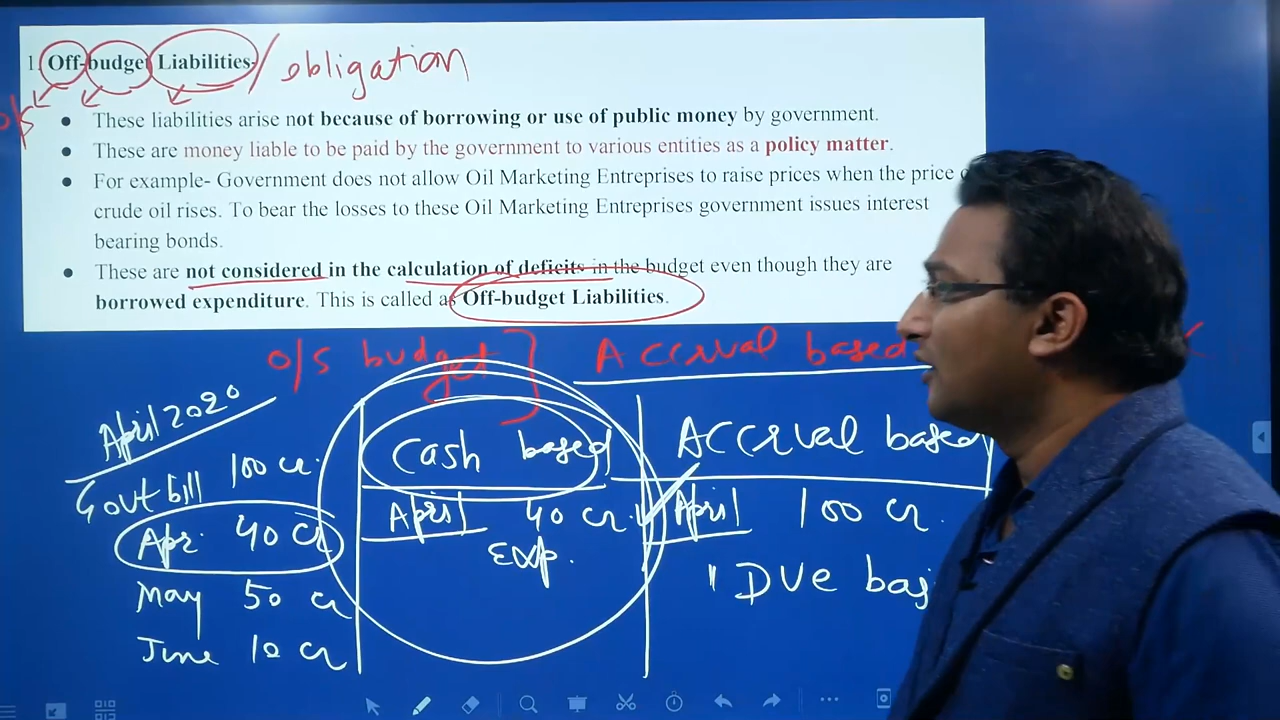 1. Off-budget Liabilities- / obligation
o/s
• These liabilities arise not because of borrowing or use of public money by government.
• These are money liable to be paid by the government to various entities as a policy matter.
• For example- Government does not allow Oil Marketing Entreprises to raise prices when the price
crude oil rises. To bear the losses to these Oil Marketing Entreprises government issues interest
bearing bonds.
• These are not considered in the calculation of deficits in the budget even though they are
borrowed expenditure. This is called as Off-budget Liabilities.
o/s budget Accrual based
April 2020
Govt bill 100 cr.
Apr. 40 Cr
May 50 cr
June 10 cr
Cash based
April 40 cr.
Exp.
Accrual based
April 100 cr.
"Due